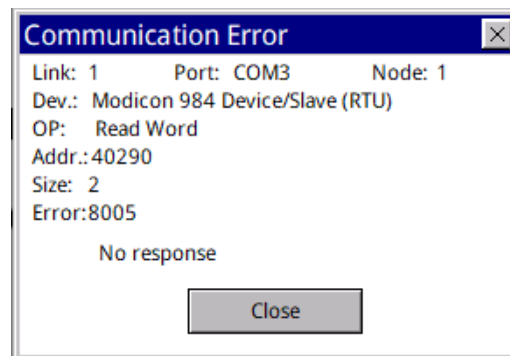 Communication Error
Link: 1 Port: COM3 Node: 1
Dev.: Modicon 984 Device/Slave (RTU)
OP: Read Word
Addr.: 40290
Size: 2
Error:8005
No response
Close